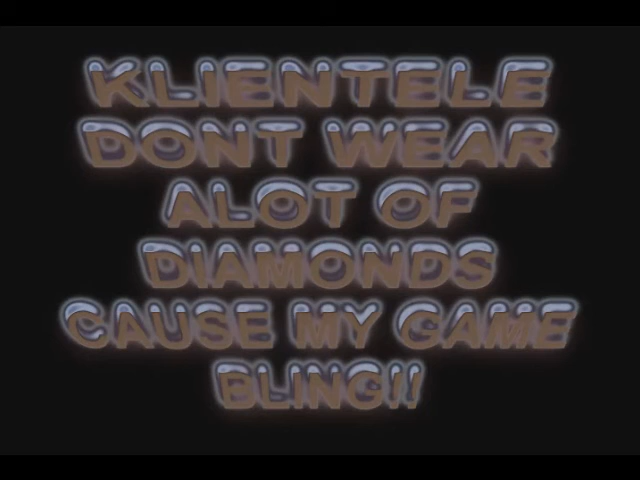 KLIENTELE
DONT WEAR
ALOT OF
DIAMONDS
CAUSE MY GAME
BLING!!